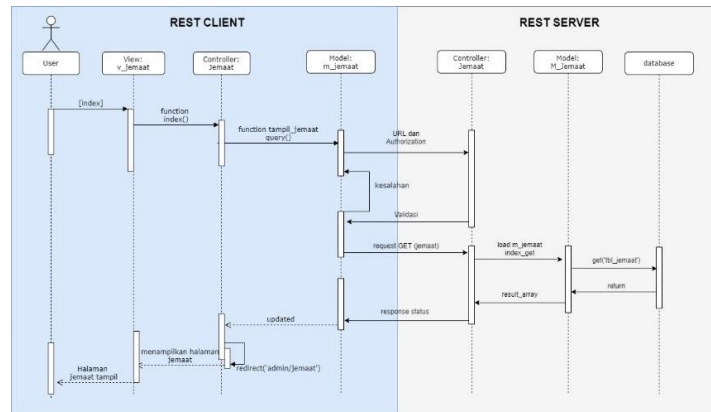 REST CLIENT
REST SERVER
User
View:
v_jemaat
Controller:
Jemaat
Model:
m_jemaat
Controller:
Jemaat
Model:
M_Jemaat
database
[index]
function
index()
function tampil_jemaat
query()
URL dan
Authorization
kesalahan
Validasi
request GET (jemaat)
load m_jemaat
index_get
get('tbl_jemaat')
return
result_array
response status
updated
menampilkan halaman
jemaat
redirect('admin/jemaat')
Halaman
jemaat tampil